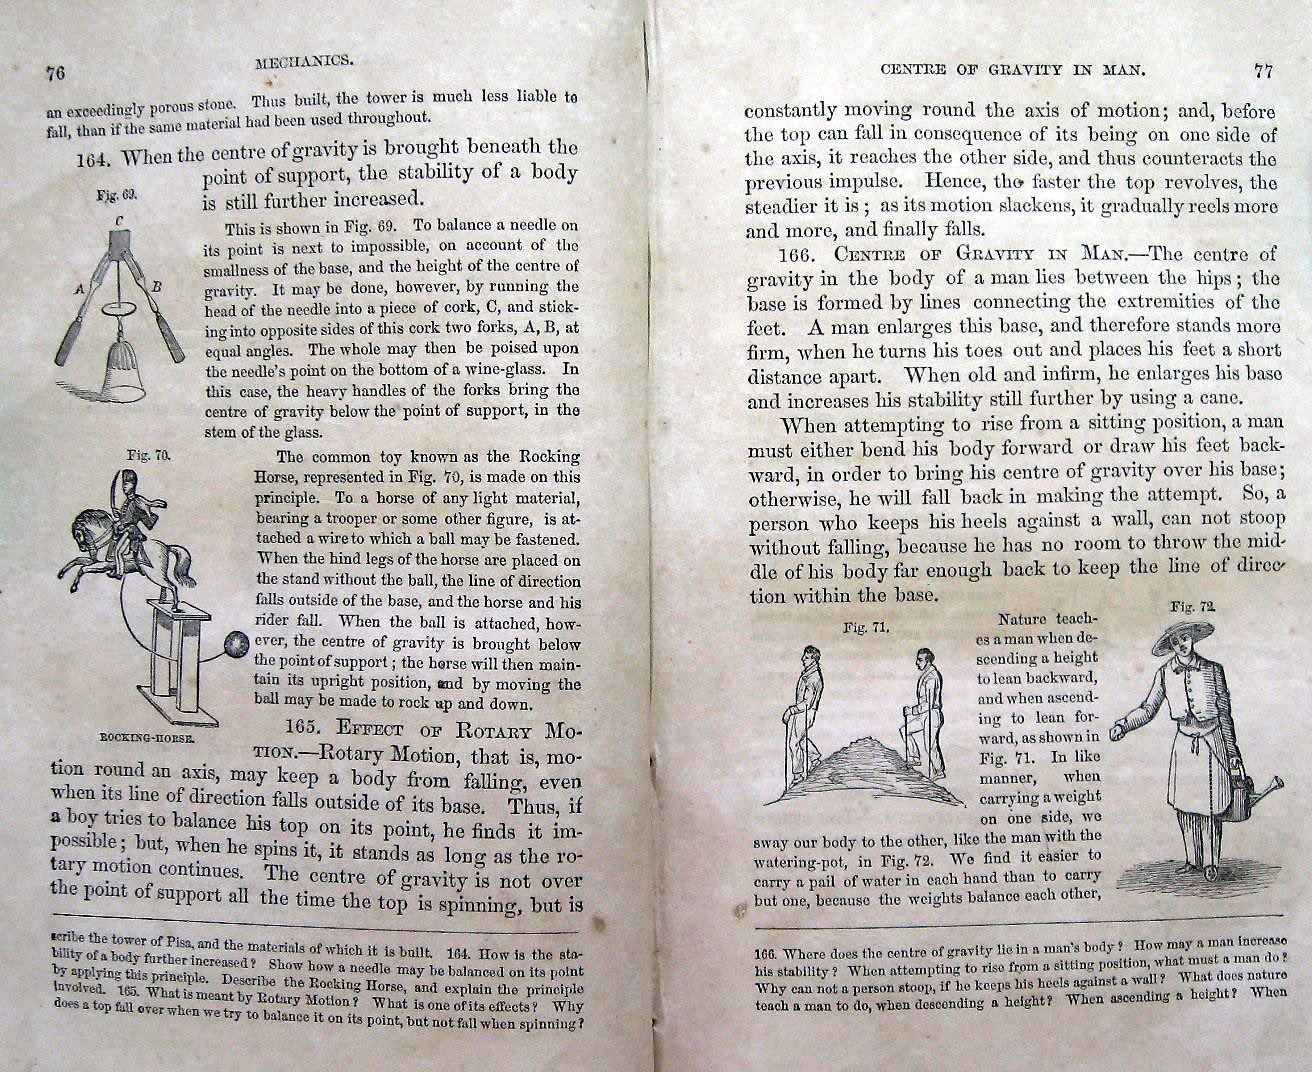 76
MECHANICS.
an exceedingly porous stone. Thus built, the tower is much less liable to
fall, than if the same material had been used throughout.
164. When the centre of gravity is brought beneath the
point of support, the stability of a body
is still further increased.
Fig. 69.
C
A
B
This is shown in Fig. 69. To balance a needle on
its point is next to impossible, on account of the
smallness of the base, and the height of the centre of
gravity. It may be done, however, by running the
head of the needle into a piece of cork, C, and stick-
ing into opposite sides of this cork two forks, A, B, at
equal angles. The whole may then be poised upon
the needle's point on the bottom of a wine-glass. In
this case, the heavy handles of the forks bring the
centre of gravity below the point of support, in the
stem of the glass.
Fig. 70.
ROCKING-HORSE.
The common toy known as the Rocking
Horse, represented in Fig. 70, is made on this
principle. To a horse of any light material,
bearing a trooper or some other figure, is at-
tached a wire to which a ball may be fastened.
When the hind legs of the horse are placed on
the stand without the ball, the line of direction
falls outside of the base, and the horse and his
rider fall. When the ball is attached, how-
ever, the centre of gravity is brought below
the point of support; the horse will then main-
tain its upright position, and by moving the
ball may be made to rock up and down.
165. EFFECT OF ROTARY MO-
TION.—Rotary Motion, that is, mo-
tion round an axis, may keep a body from falling, even
when its line of direction falls outside of its base. Thus, if
a boy tries to balance his top on its point, he finds it im-
possible; but, when he spins it, it stands as long as the ro-
tary motion continues. The centre of gravity is not over
the point of support all the time the top is spinning, but is
scribe the tower of Pisa, and the materials of which it is built. 164. How is the sta-
bility of a body further increased? Show how a needle may be balanced on its point
by applying this principle. Describe the Rocking Horse, and explain the principle
involved. 165. What is meant by Rotary Motion? What is one of its effects? Why
does a top fall over when we try to balance it on its point, but not fall when spinning?
CENTRE OF GRAVITY IN MAN.
77
constantly moving round the axis of motion; and, before
the top can fall in consequence of its being on one side of
the axis, it reaches the other side, and thus counteracts the
previous impulse. Hence, the faster the top revolves, the
steadier it is; as its motion slackens, it gradually reels more
and more, and finally falls.
166. CENTRE OF GRAVITY IN MAN.—The centre of
gravity in the body of a man lies between the hips; the
base is formed by lines connecting the extremities of the
feet. A man enlarges this base, and therefore stands more
firm, when he turns his toes out and places his feet a short
distance apart. When old and infirm, he enlarges his base
and increases his stability still further by using a cane.
When attempting to rise from a sitting position, a man
must either bend his body forward or draw his feet back-
ward, in order to bring his centre of gravity over his base;
otherwise, he will fall back in making the attempt. So, a
person who keeps his heels against a wall, can not stoop
without falling, because he has no room to throw the mid-
dle of his body far enough back to keep the line of direc-
tion within the base.
Fig. 71.
Fig. 72.
Nature teach-
es a man when de-
scending a height
to lean backward,
and when ascend-
ing to lean for-
ward, as shown in
Fig. 71. In like
manner, when
carrying a weight
on one side, we
sway our body to the other, like the man with the
watering-pot, in Fig. 72. We find it easier to
carry a pail of water in each hand than to carry
but one, because the weights balance each other,
166. Where does the centre of gravity lie in a man's body? How may a man increase
his stability? When attempting to rise from a sitting position, what must a man do?
Why can not a person stoop, if he keeps his heels against a wall? What does nature
teach a man to do, when descending a height? When ascending a height? When